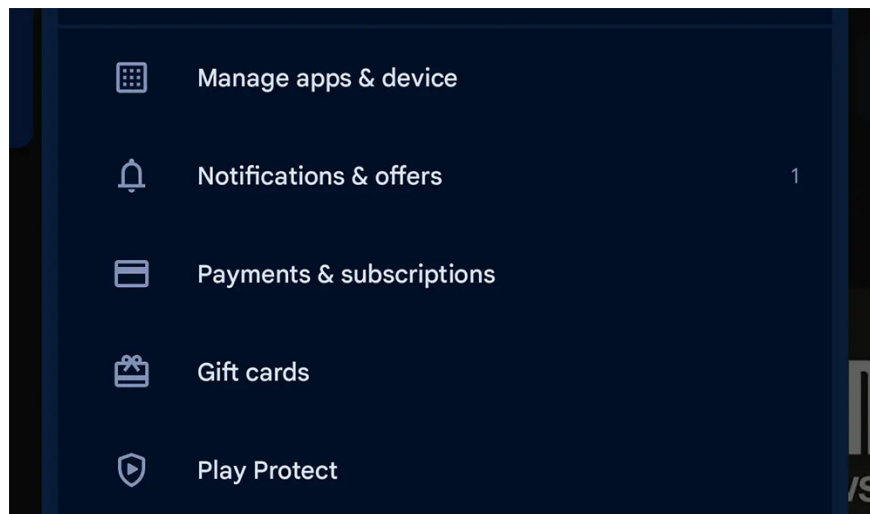 Manage apps & device
Notifications & offers 1
Payments & subscriptions
Gift cards
Play Protect